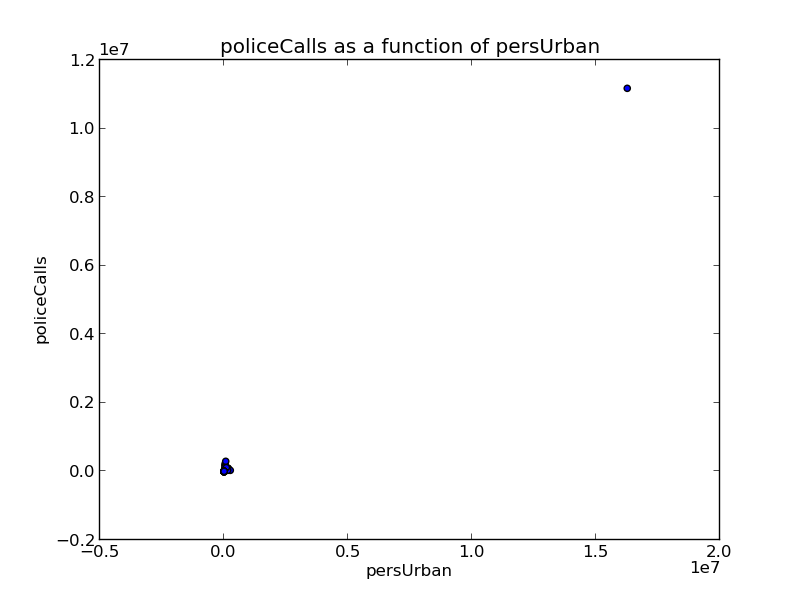 policeCalls as a function of persUrban
1e7
1.2
1.0
0.8
0.6
0.4
0.2
0.0
−0.2
policeCalls
−0.5 0.0 0.5 1.0 1.5 2.0
1e7
persUrban